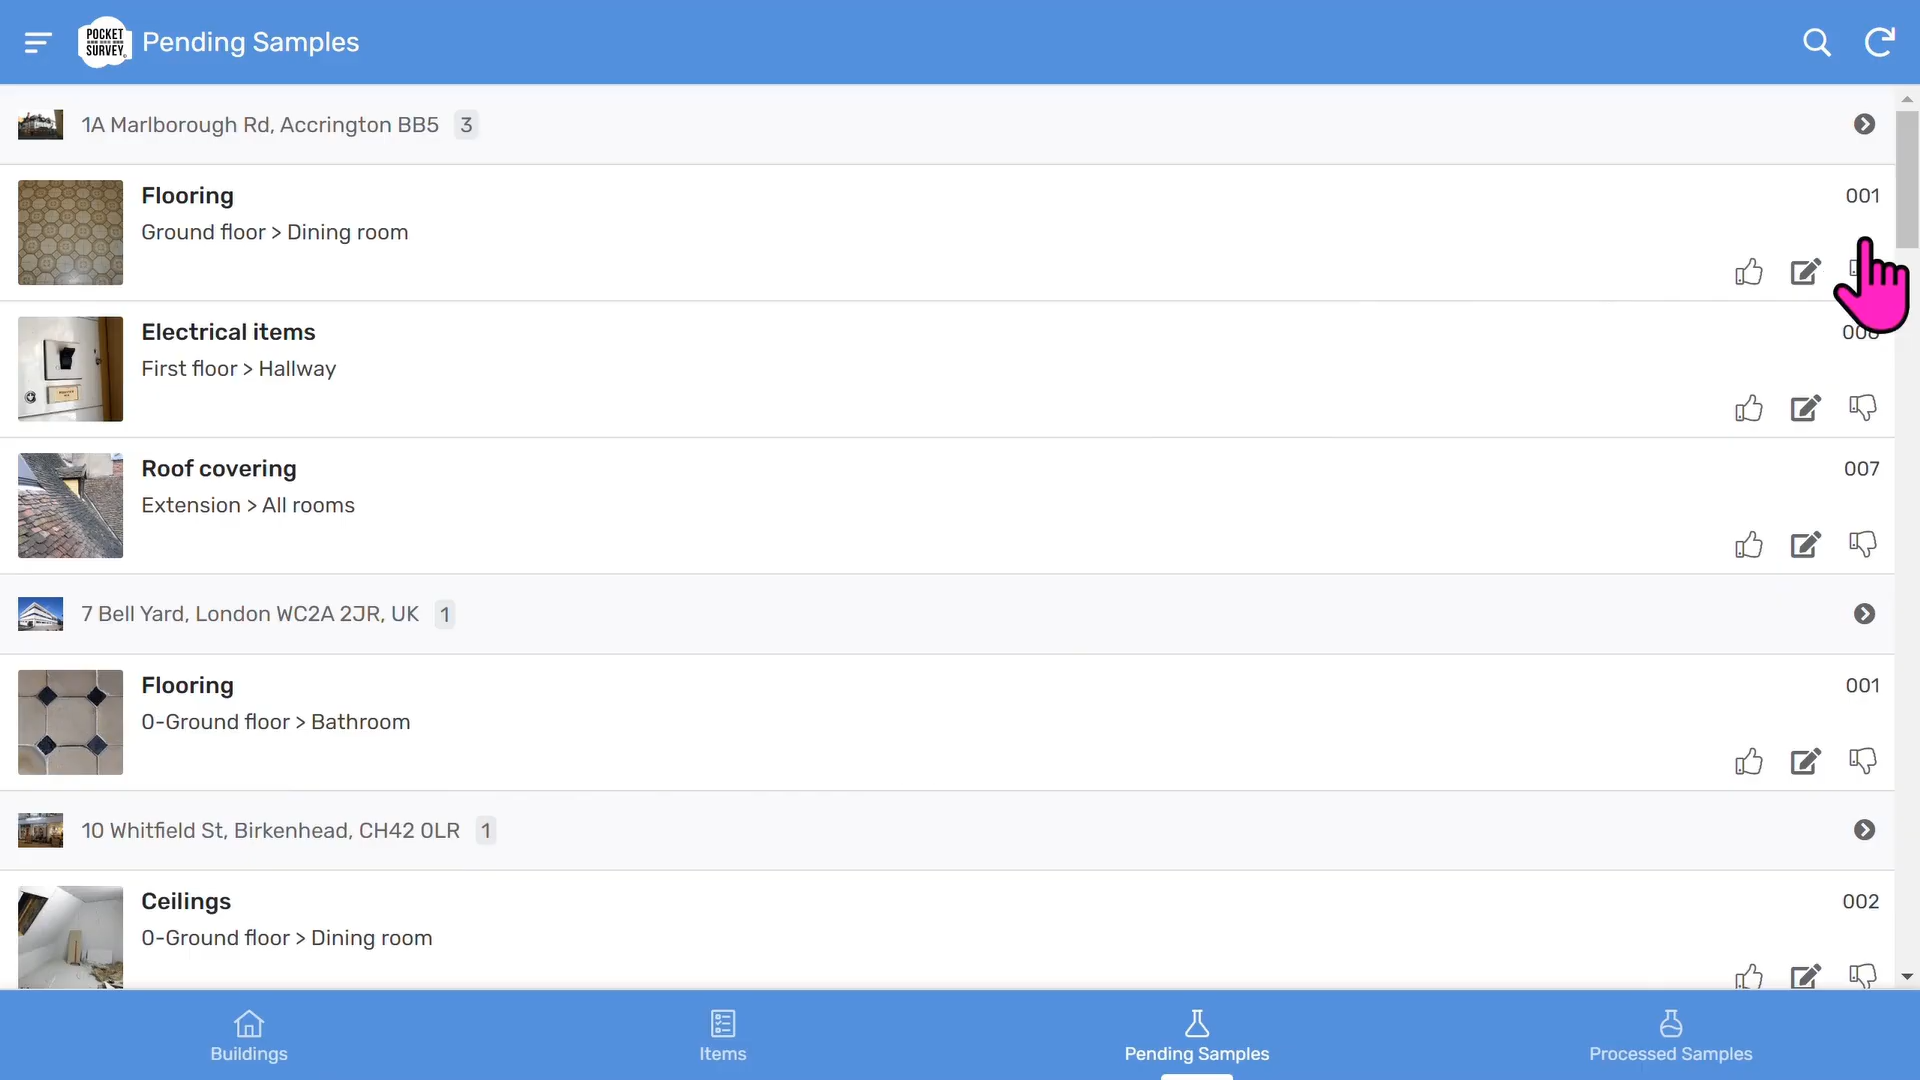 POCKET
SURVEY
Pending Samples
1A Marlborough Rd, Accrington BB5 3
Flooring 001
Ground floor > Dining room
Electrical items
First floor > Hallway
Roof covering 007
Extension > All rooms
7 Bell Yard, London WC2A 2JR, UK 1
Flooring 001
0-Ground floor > Bathroom
10 Whitfield St, Birkenhead, CH42 0LR 1
Ceilings 002
0-Ground floor > Dining room
Buildings
Items
Pending Samples
Processed Samples